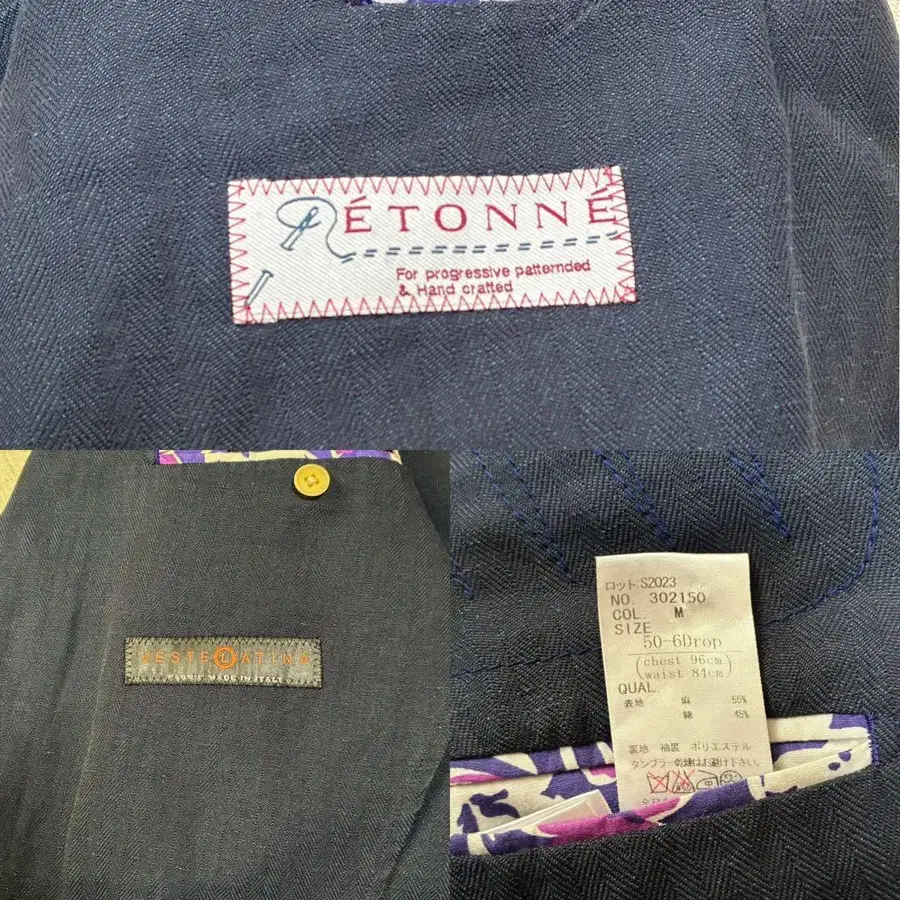 RÉTONNÉ
For progressive patternded
& Hand crafted
VESTE LATINA
FABRIC MADE IN ITALY
ロット:S2023
NO. 302150
COL. M
SIZE
50-6Drop
(chest 96cm
waist 84cm)
QUAL.
表地 麻 55%
綿 45%
裏地 袖裏 ポリエステル
タンブラー乾燥はお避け下さい。